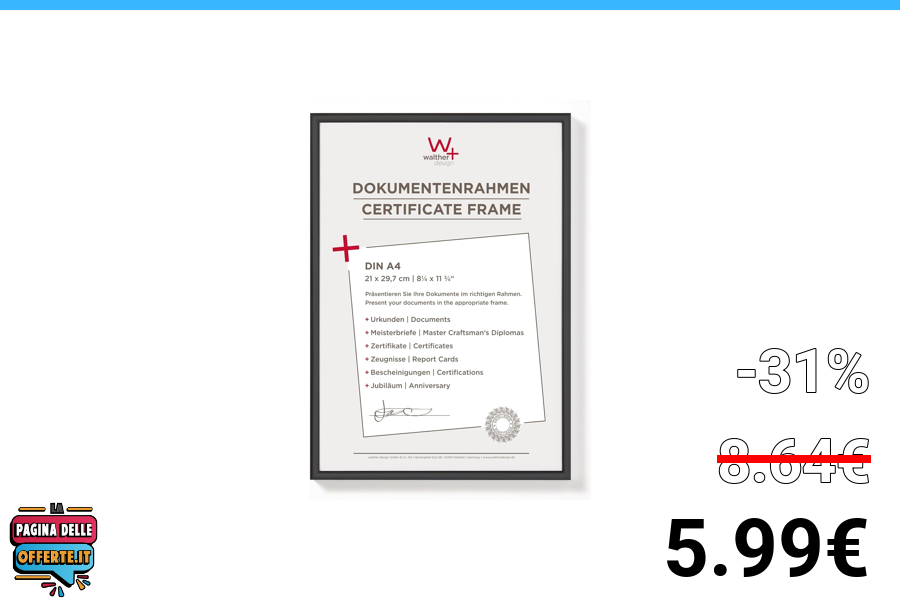 W+
walther
design
DOKUMENTENRAHMEN
CERTIFICATE FRAME
DIN A4
21 x 29,7 cm | 8¼ x 11 ¾"
Präsentieren Sie Ihre Dokumente im richtigen Rahmen.
Present your documents in the appropriate frame.
+ Urkunden | Documents
+ Meisterbriefe | Master Craftsman's Diplomas
+ Zertifikate | Certificates
+ Zeugnisse | Report Cards
+ Bescheinigungen | Certifications
+ Jubiläum | Anniversary
-31%
8.64€
5.99€
LA
PAGINA DELLE
OFFERTE.IT